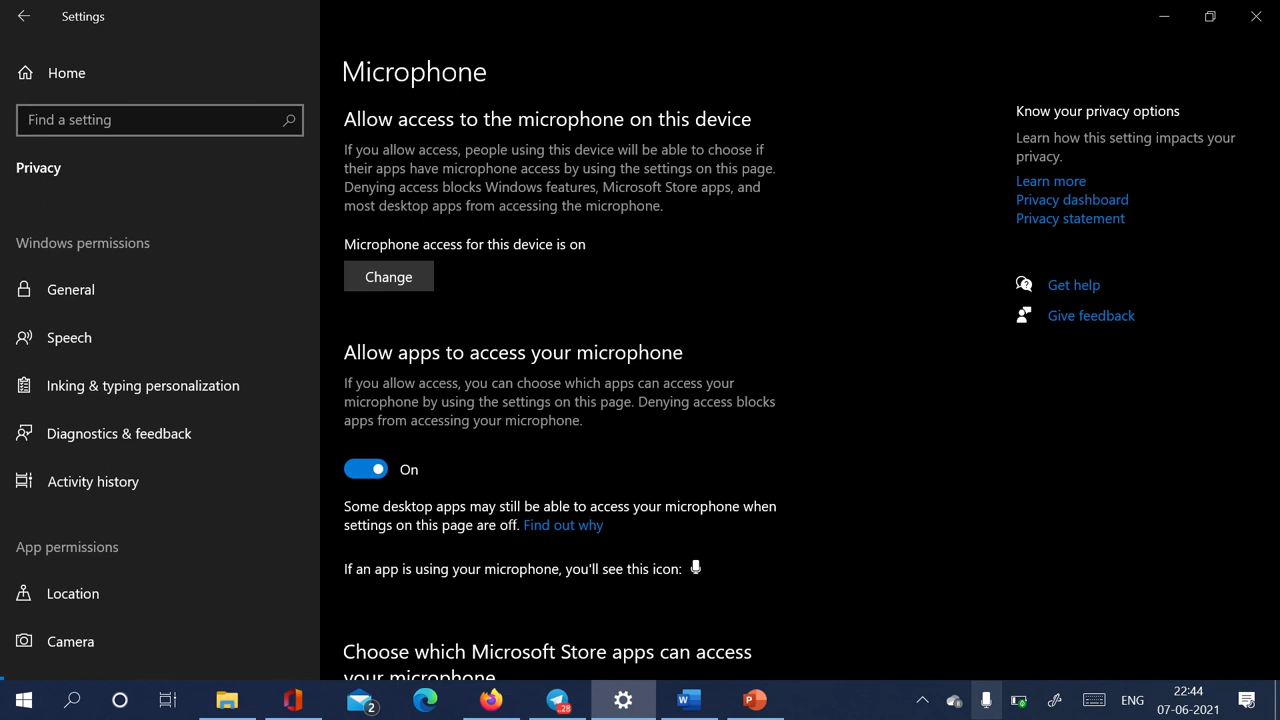 Settings
Home
Find a setting
Privacy
Windows permissions
General
Speech
Inking & typing personalization
Diagnostics & feedback
Activity history
App permissions
Location
Camera
Microphone
Allow access to the microphone on this device
If you allow access, people using this device will be able to choose if
their apps have microphone access by using the settings on this page.
Denying access blocks Windows features, Microsoft Store apps, and
most desktop apps from accessing the microphone.
Microphone access for this device is on
Change
Allow apps to access your microphone
If you allow access, you can choose which apps can access your
microphone by using the settings on this page. Denying access blocks
apps from accessing your microphone.
On
Some desktop apps may still be able to access your microphone when
settings on this page are off. Find out why
If an app is using your microphone, you'll see this icon:
Choose which Microsoft Store apps can access
your microphone
Know your privacy options
Learn how this setting impacts your
privacy.
Learn more
Privacy dashboard
Privacy statement
Get help
Give feedback
2
.28
W
P
ENG
22:44
07-06-2021